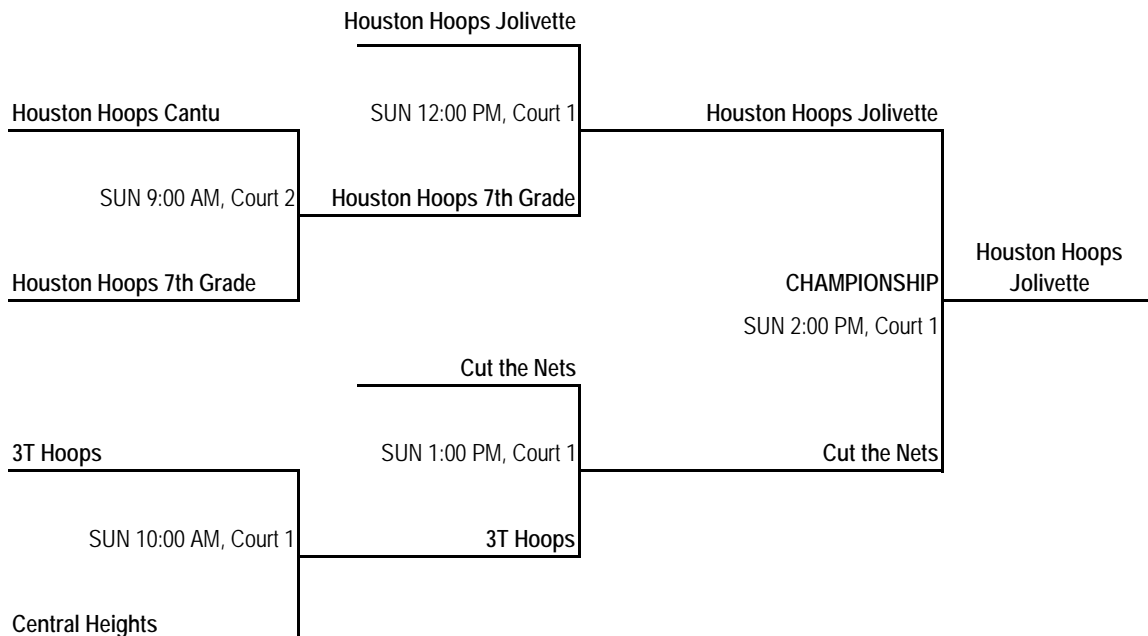 Houston Hoops Jolivette
Houston Hoops Cantu
SUN 12:00 PM, Court 1
Houston Hoops Jolivette
SUN 9:00 AM, Court 2
Houston Hoops 7th Grade
Houston Hoops 7th Grade
CHAMPIONSHIP
Houston Hoops
Jolivette
SUN 2:00 PM, Court 1
Cut the Nets
3T Hoops
SUN 1:00 PM, Court 1
Cut the Nets
SUN 10:00 AM, Court 1
3T Hoops
Central Heights